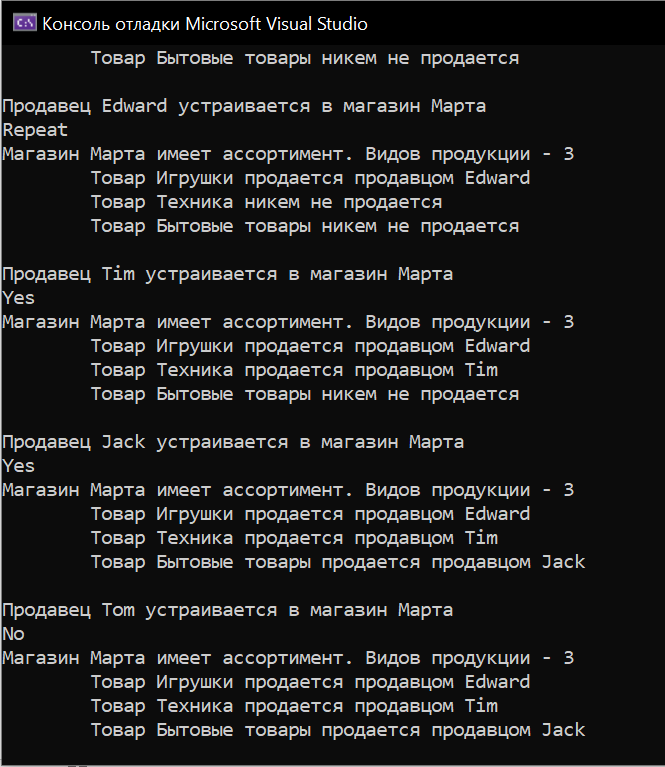 Консоль отладки Microsoft Visual Studio
Товар Бытовые товары никем не продается
Продавец Edward устраивается в магазин Марта
Repeat
Магазин Марта имеет ассортимент. Видов продукции - 3
Товар Игрушки продается продавцом Edward
Товар Техника никем не продается
Товар Бытовые товары никем не продается
Продавец Tim устраивается в магазин Марта
Yes
Магазин Марта имеет ассортимент. Видов продукции - 3
Товар Игрушки продается продавцом Edward
Товар Техника продается продавцом Tim
Товар Бытовые товары никем не продается
Продавец Jack устраивается в магазин Марта
Yes
Магазин Марта имеет ассортимент. Видов продукции - 3
Товар Игрушки продается продавцом Edward
Товар Техника продается продавцом Tim
Товар Бытовые товары продается продавцом Jack
Продавец Tom устраивается в магазин Марта
No
Магазин Марта имеет ассортимент. Видов продукции - 3
Товар Игрушки продается продавцом Edward
Товар Техника продается продавцом Tim
Товар Бытовые товары продается продавцом Jack